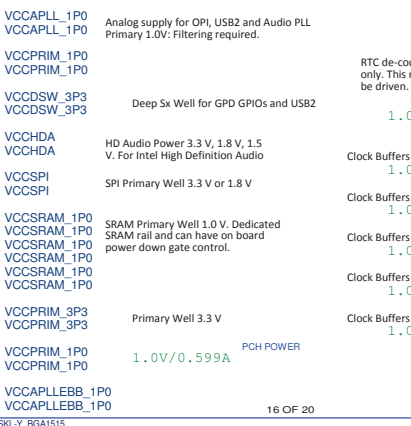 VCCAPLL_1P0
VCCAPLL_1P0
Analog supply for OPI, USB2 and Audio PLL
Primary 1.0V: Filtering required.
VCCPRIM_1P0
VCCPRIM_1P0
RTC de-cou
only. This
be driven.
VCCDSW_3P3
VCCDSW_3P3
Deep Sx Well for GPD GPIOs and USB2
1.0
VCCHDA
VCCHDA
HD Audio Power 3.3 V, 1.8 V, 1.5
V. For Intel High Definition Audio
Clock Buffers
1.0
VCCSPI
VCCSPI
SPI Primary Well 3.3 V or 1.8 V
Clock Buffers
1.0
VCCSRAM_1P0
VCCSRAM_1P0
VCCSRAM_1P0
VCCSRAM_1P0
VCCSRAM_1P0
VCCSRAM_1P0
SRAM Primary Well 1.0 V. Dedicated
SRAM rail and can have on board
power down gate control.
Clock Buffers
1.0
Clock Buffers
1.0
VCCPRIM_3P3
VCCPRIM_3P3
Primary Well 3.3 V
Clock Buffers
1.0
VCCPRIM_1P0
VCCPRIM_1P0
PCH POWER
1.0V/0.599A
VCCAPLLEBB_1P0
VCCAPLLEBB_1P0
16 OF 20
SKL-Y_BGA1515